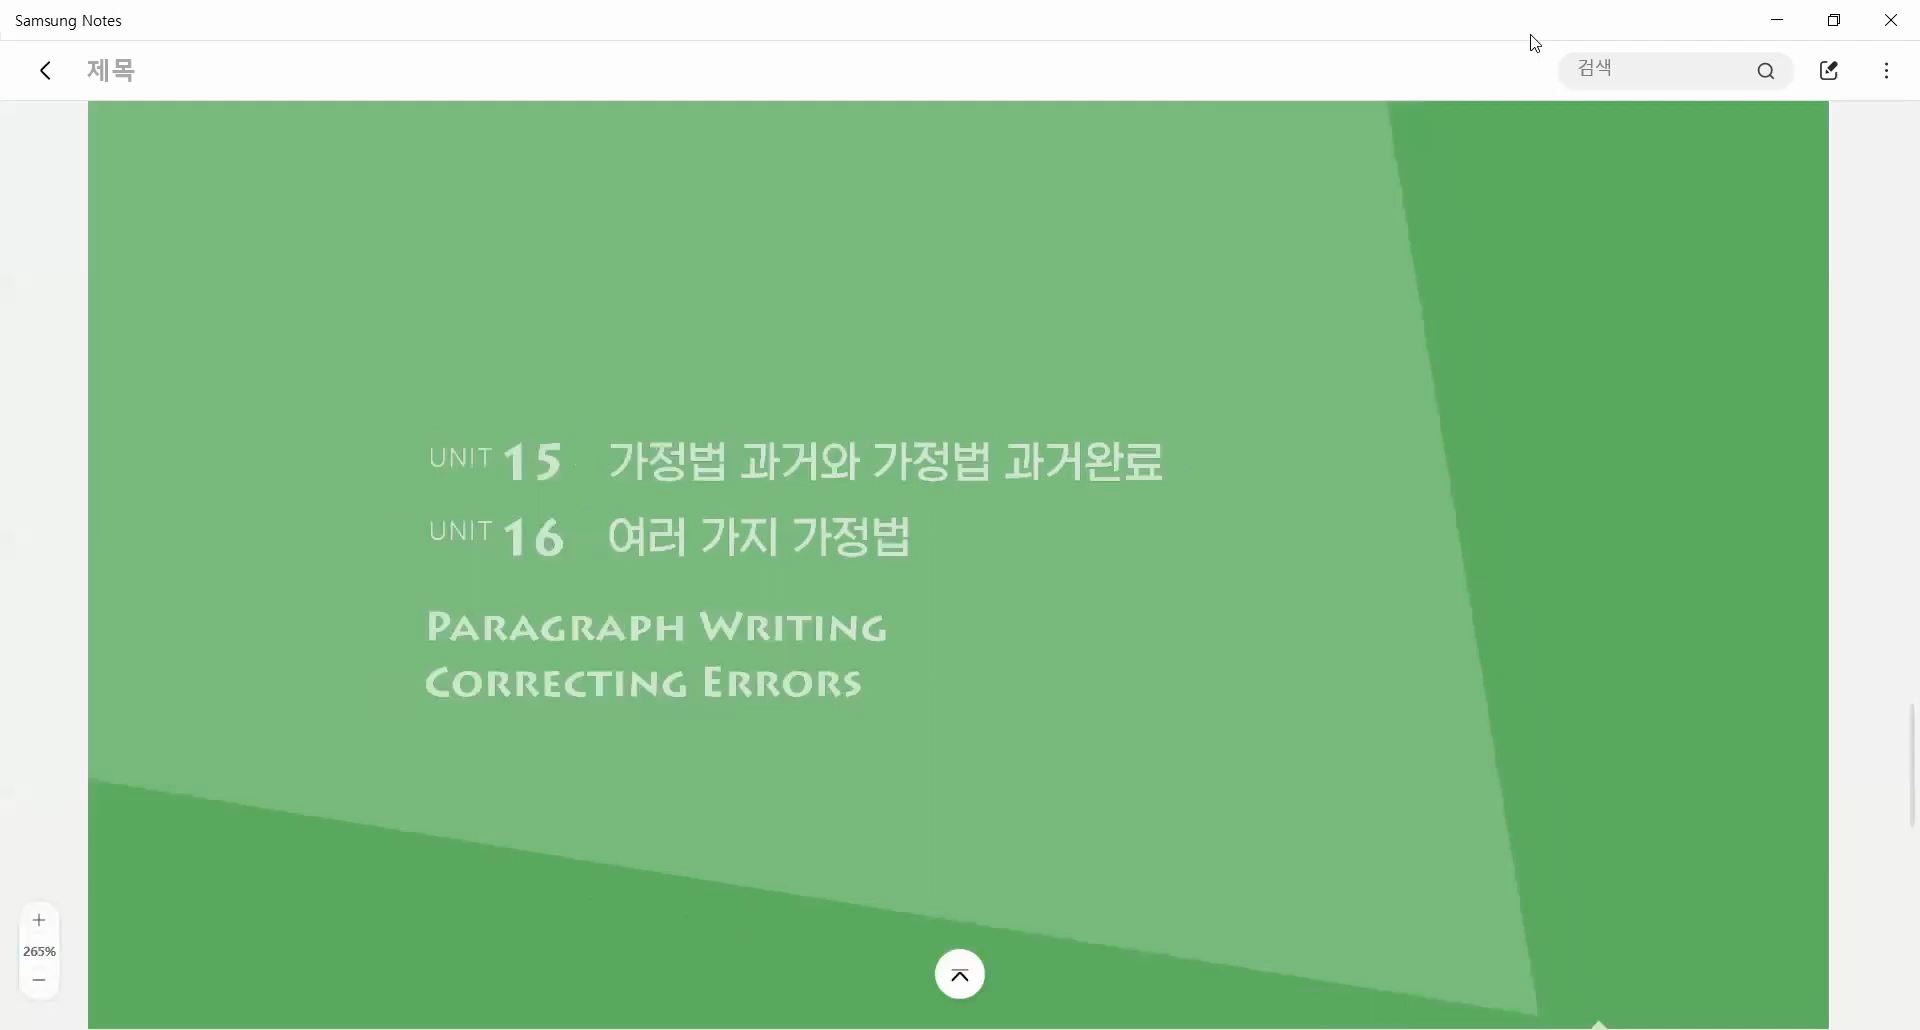 Samsung Notes
제목
검색
UNIT 15 가정법 과거와 가정법 과거완료
UNIT 16 여러 가지 가정법
PARAGRAPH WRITING
CORRECTING ERRORS
265%